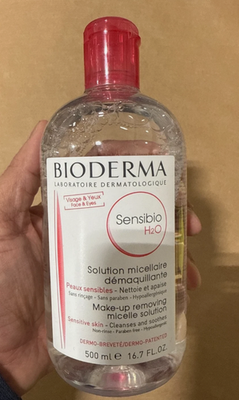 BIODERMA
LABORATOIRE DERMATOLOGIQUE
Visage & Yeux
Face & Eyes
Sensibio
H2O
Solution micellaire
démaquillante
Peaux sensibles - Nettoie et apaise
Sans rinçage - Sans paraben - Hypoallergénique
Make-up removing
micelle solution
Sensitive skin - Cleanses and soothes
Non-rinse - Paraben free - Hypoallergenic
DERMO-BREVETÉ/DERMO-PATENTED
500 ml e 16.7 FL.OZ.